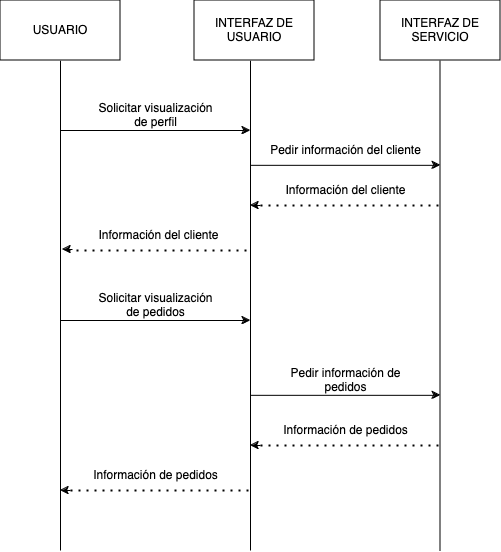 USUARIO
INTERFAZ DE
USUARIO
INTERFAZ DE
SERVICIO
Solicitar visualización
de perfil
Pedir información del cliente
Información del cliente
Información del cliente
Solicitar visualización
de pedidos
Pedir información de
pedidos
Información de pedidos
Información de pedidos